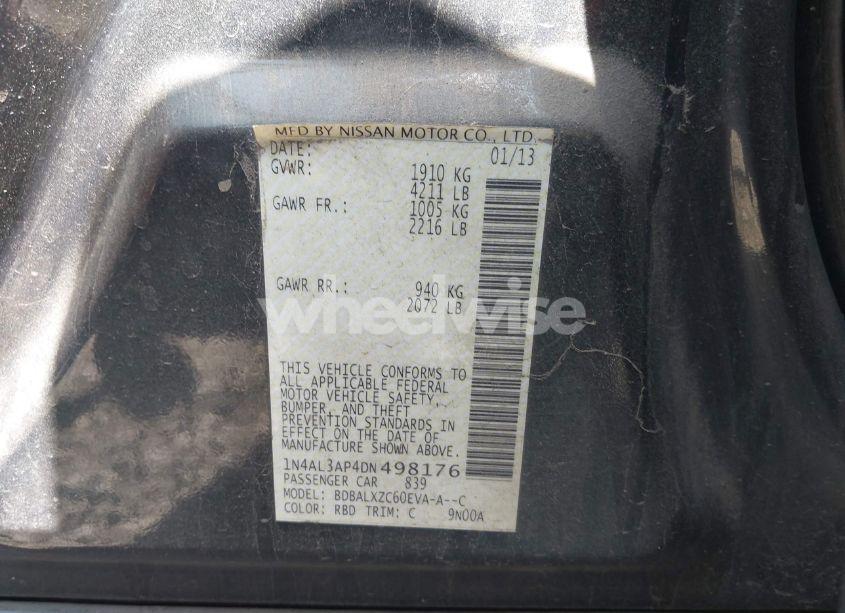 MFD BY NISSAN MOTOR CO., LTD.
DATE: 01/13
GVWR: 1910 KG
4211 LB
GAWR FR.: 1005 KG
2216 LB
GAWR RR.: 940 KG
2072 LB
wheelwise
THIS VEHICLE CONFORMS TO
ALL APPLICABLE FEDERAL
MOTOR VEHICLE SAFETY,
BUMPER, AND THEFT
PREVENTION STANDARDS IN
EFFECT ON THE DATE OF
MANUFACTURE SHOWN ABOVE.
1N4AL3AP4DN498176
PASSENGER CAR 839
MODEL: BDBALXZC60EVA-A--C
COLOR: RBD TRIM: C 9N00A